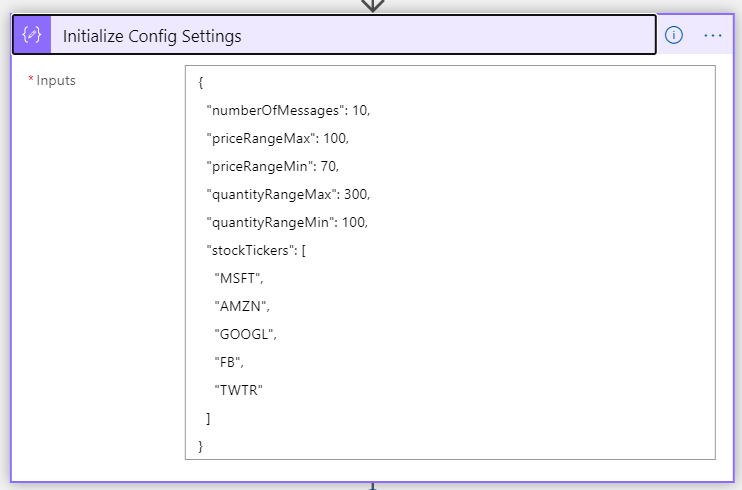 Initialize Config Settings
* Inputs
{
"numberOfMessages": 10,
"priceRangeMax": 100,
"priceRangeMin": 70,
"quantityRangeMax": 300,
"quantityRangeMin": 100,
"stockTickers": [
"MSFT",
"AMZN",
"GOOGL",
"FB",
"TWTR"
]
}